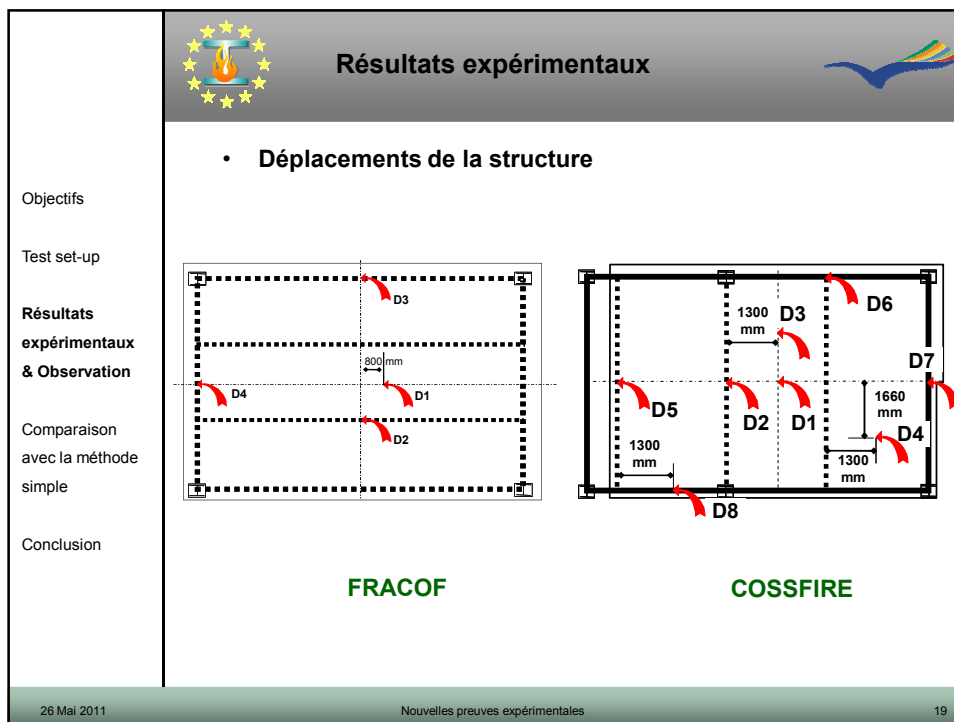 Résultats expérimentaux
• Déplacements de la structure
Objectifs
Test set-up
Résultats
expérimentaux
& Observation
Comparaison
avec la méthode
simple
Conclusion
D3
800 mm
D4
D1
D2
FRACOF
D6
1300
mm
D3
D7
D5
D2
D1
1660
mm
D4
1300
mm
1300
mm
D8
COSSFIRE
26 Mai 2011
Nouvelles preuves expérimentales
19